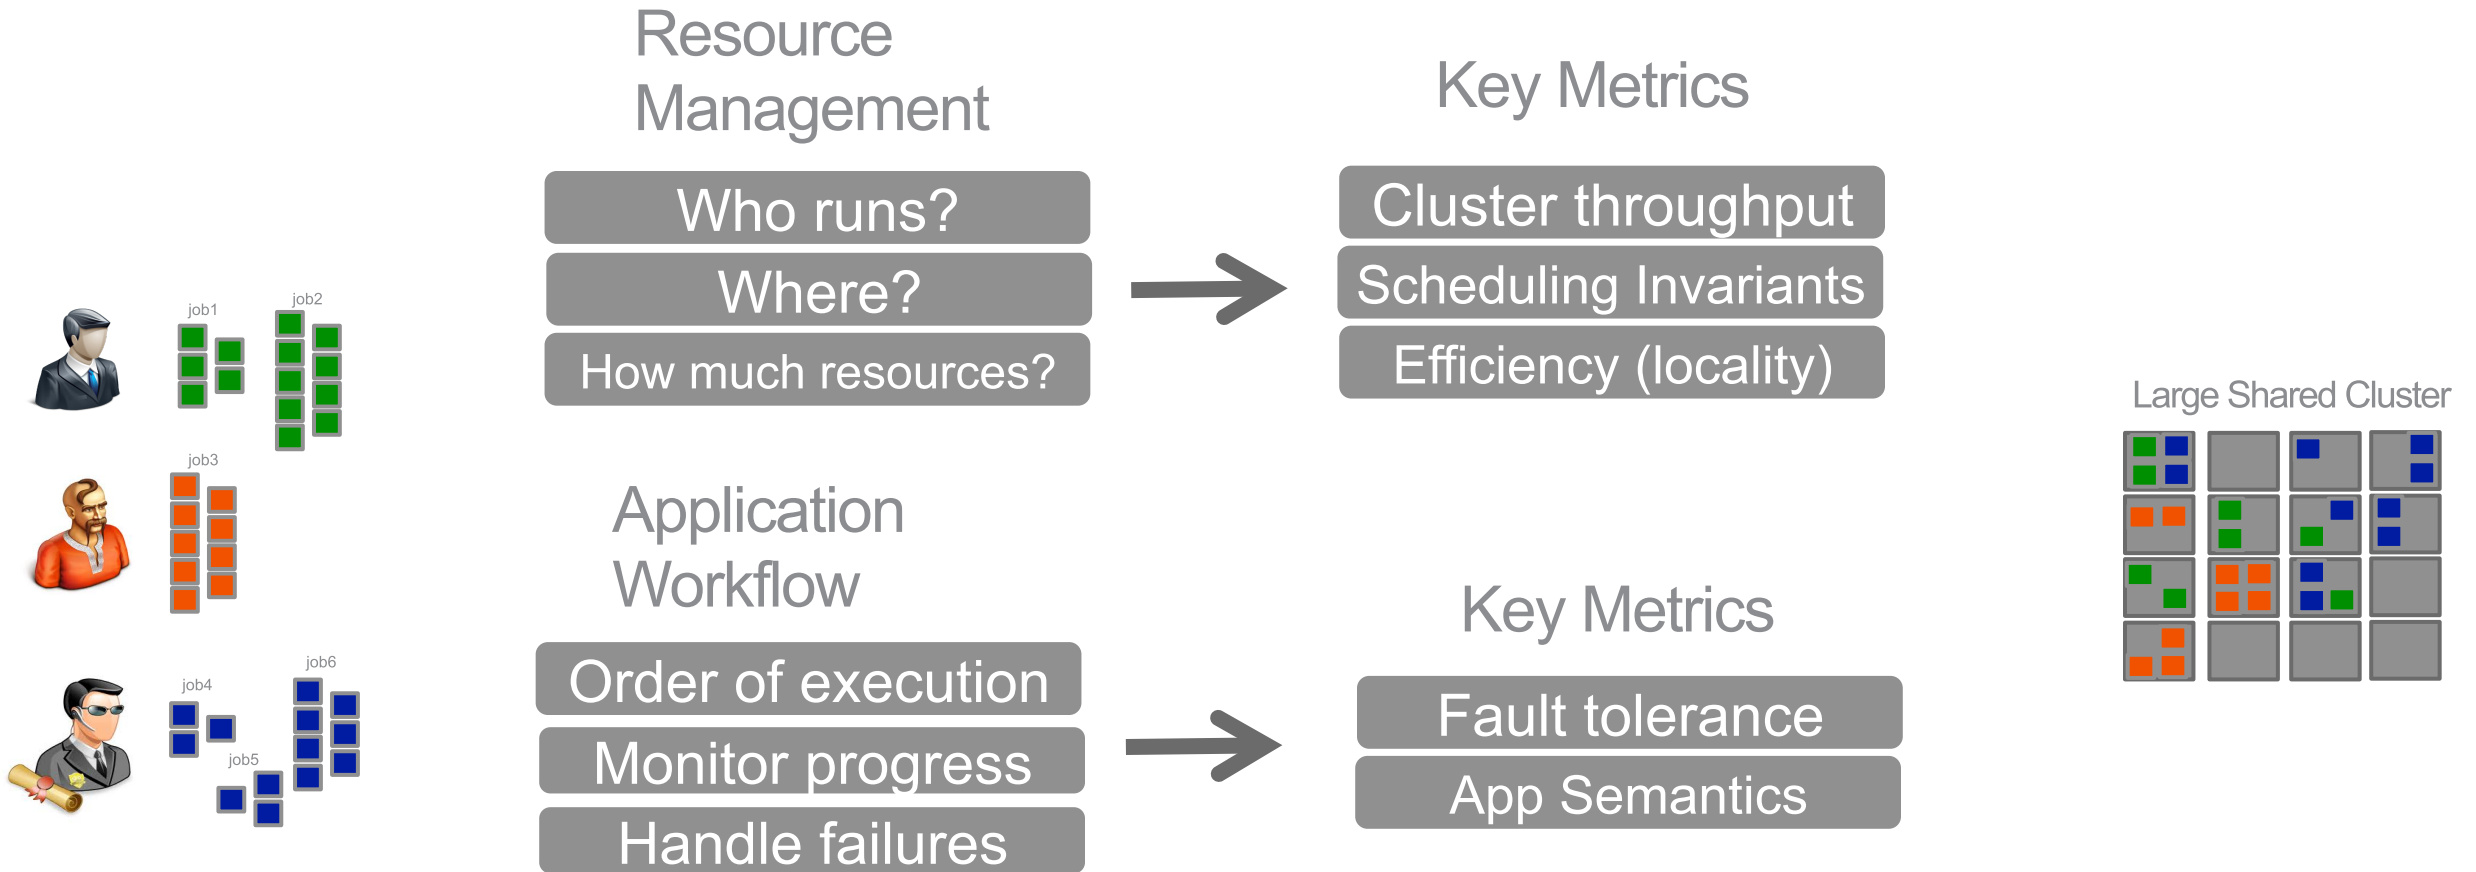 Resource
Management
Key Metrics
Who runs?
Where?
How much resources?
Cluster throughput
Scheduling Invariants
Efficiency (locality)
job1
job2
job3
Large Shared Cluster
Application
Workflow
Key Metrics
Order of execution
Monitor progress
Handle failures
Fault tolerance
App Semantics
job4
job5
job6